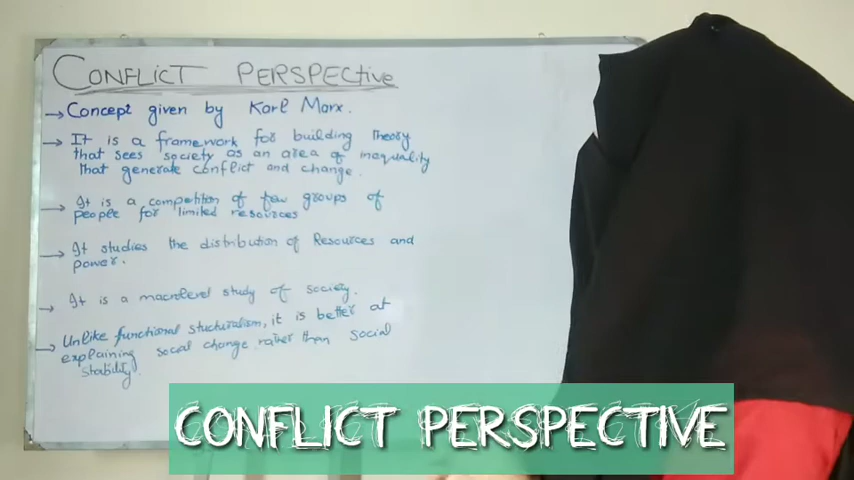 CONFLICT PERSPECTIVE
→ Concept given by Karl Marx.
→ It is a framework for building theory
that sees society as an area of inequality
that generate conflict and change.
→ It is a competition of few groups of
people for limited resources
→ It studies the distribution of Resources and
power.
→ It is a macrolevel study of society.
→ Unlike functional stucturalism, it is better at
explaining social change rather than social
stability.
CONFLICT PERSPECTIVE